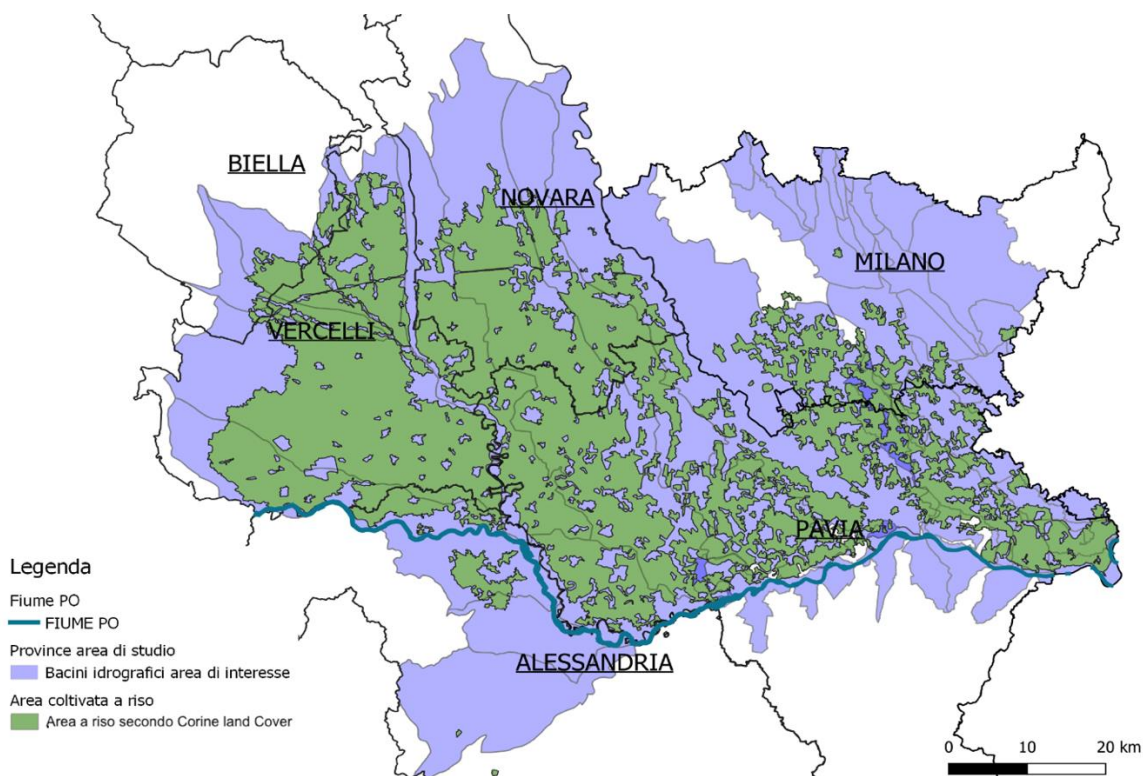 BIELLA
NOVARA
MILANO
VERCELLI
PAVIA
ALESSANDRIA
Legenda
Fiume PO
FIUME PO
Province area di studio
Bacini idrografici area di interesse
Area coltivata a riso
Area a riso secondo Corine land Cover
0 10 20 km